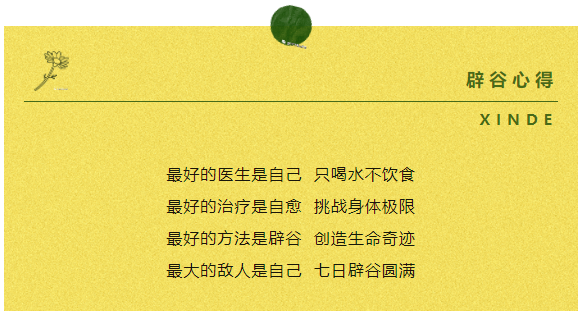 辟谷心得
XINDE
最好的医生是自己 只喝水不饮食
最好的治疗是自愈 挑战身体极限
最好的方法是辟谷 创造生命奇迹
最大的敌人是自己 七日辟谷圆满